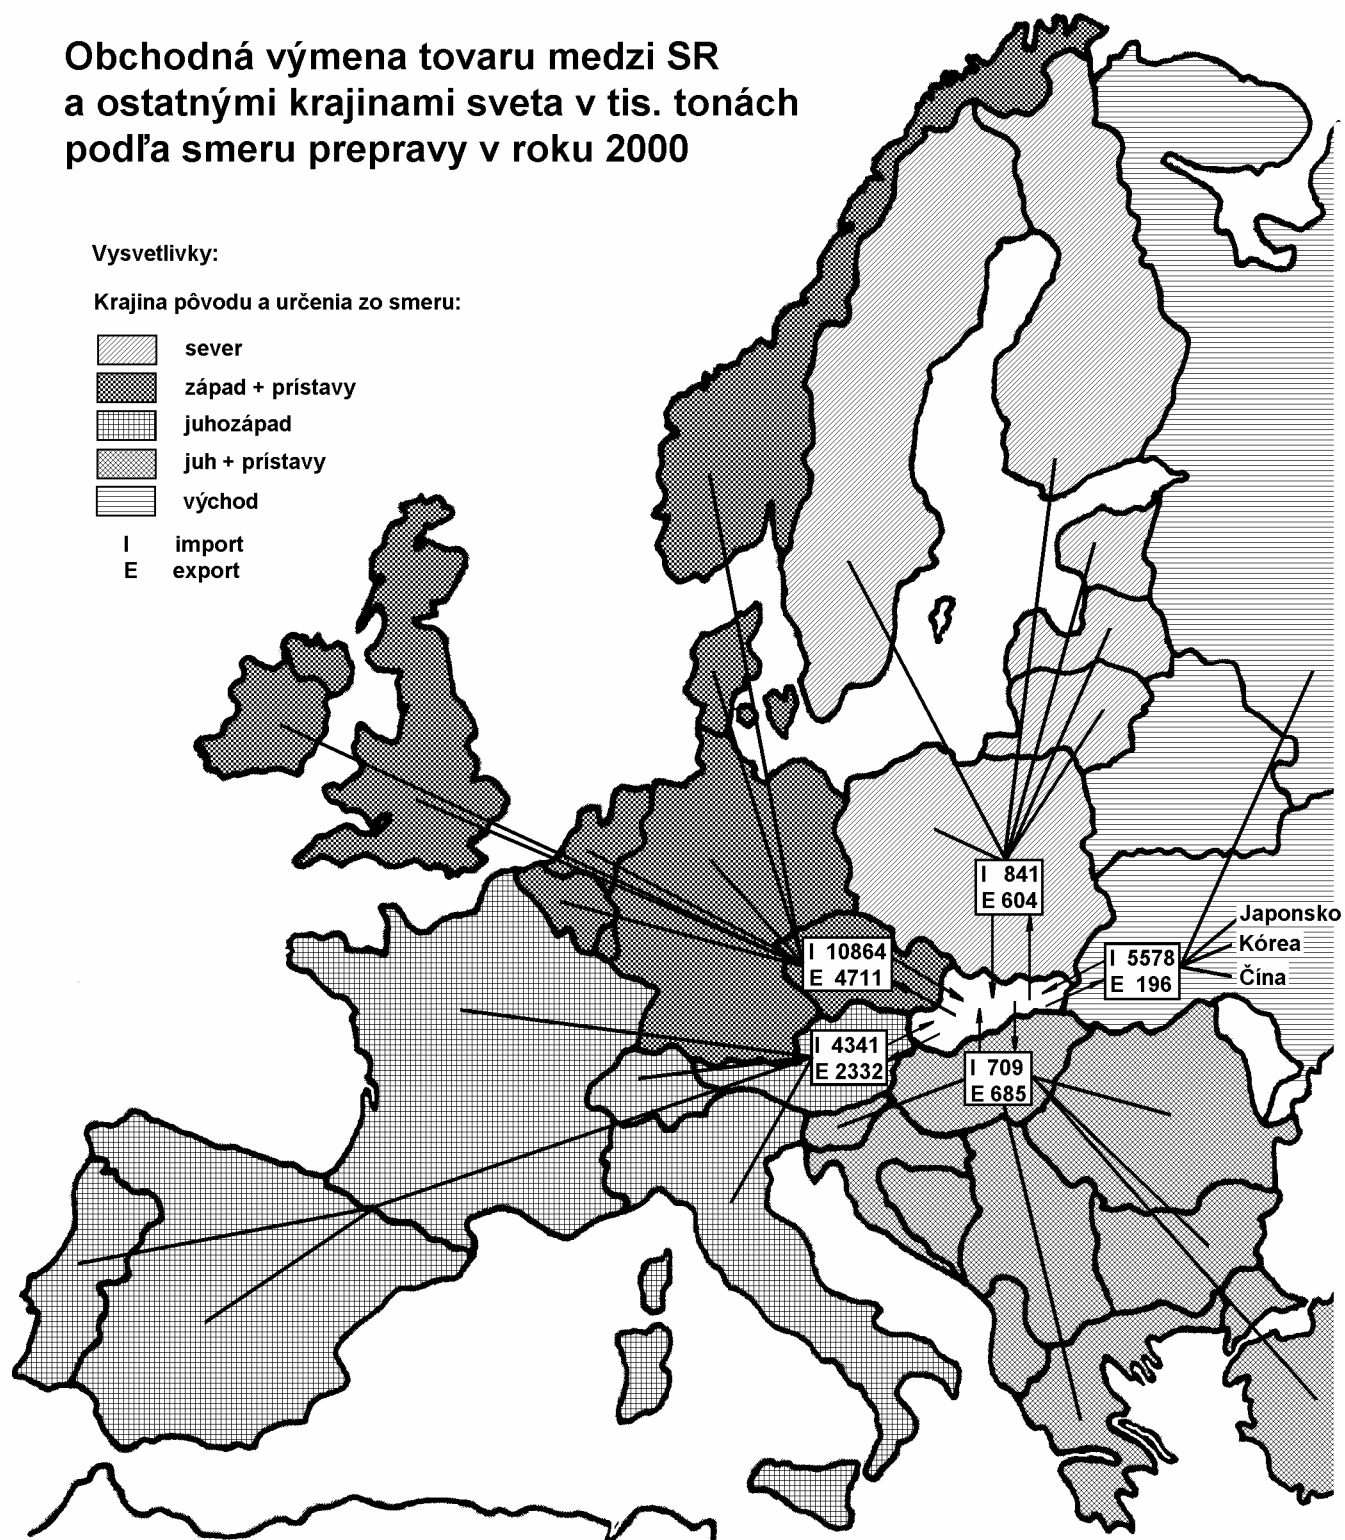 Obchodná výmena tovaru medzi SR
a ostatnými krajinami sveta v tis. tonách
podľa smeru prepravy v roku 2000
Vysvetlivky:
Krajina pôvodu a určenia zo smeru:
sever
západ + prístavy
juhozápad
juh + prístavy
východ
I import
E export
I 841
E 604
Japonsko
Kórea
Čína
I 10864
E 4711
I 5578
E 196
I 4341
E 2332
I 709
E 685